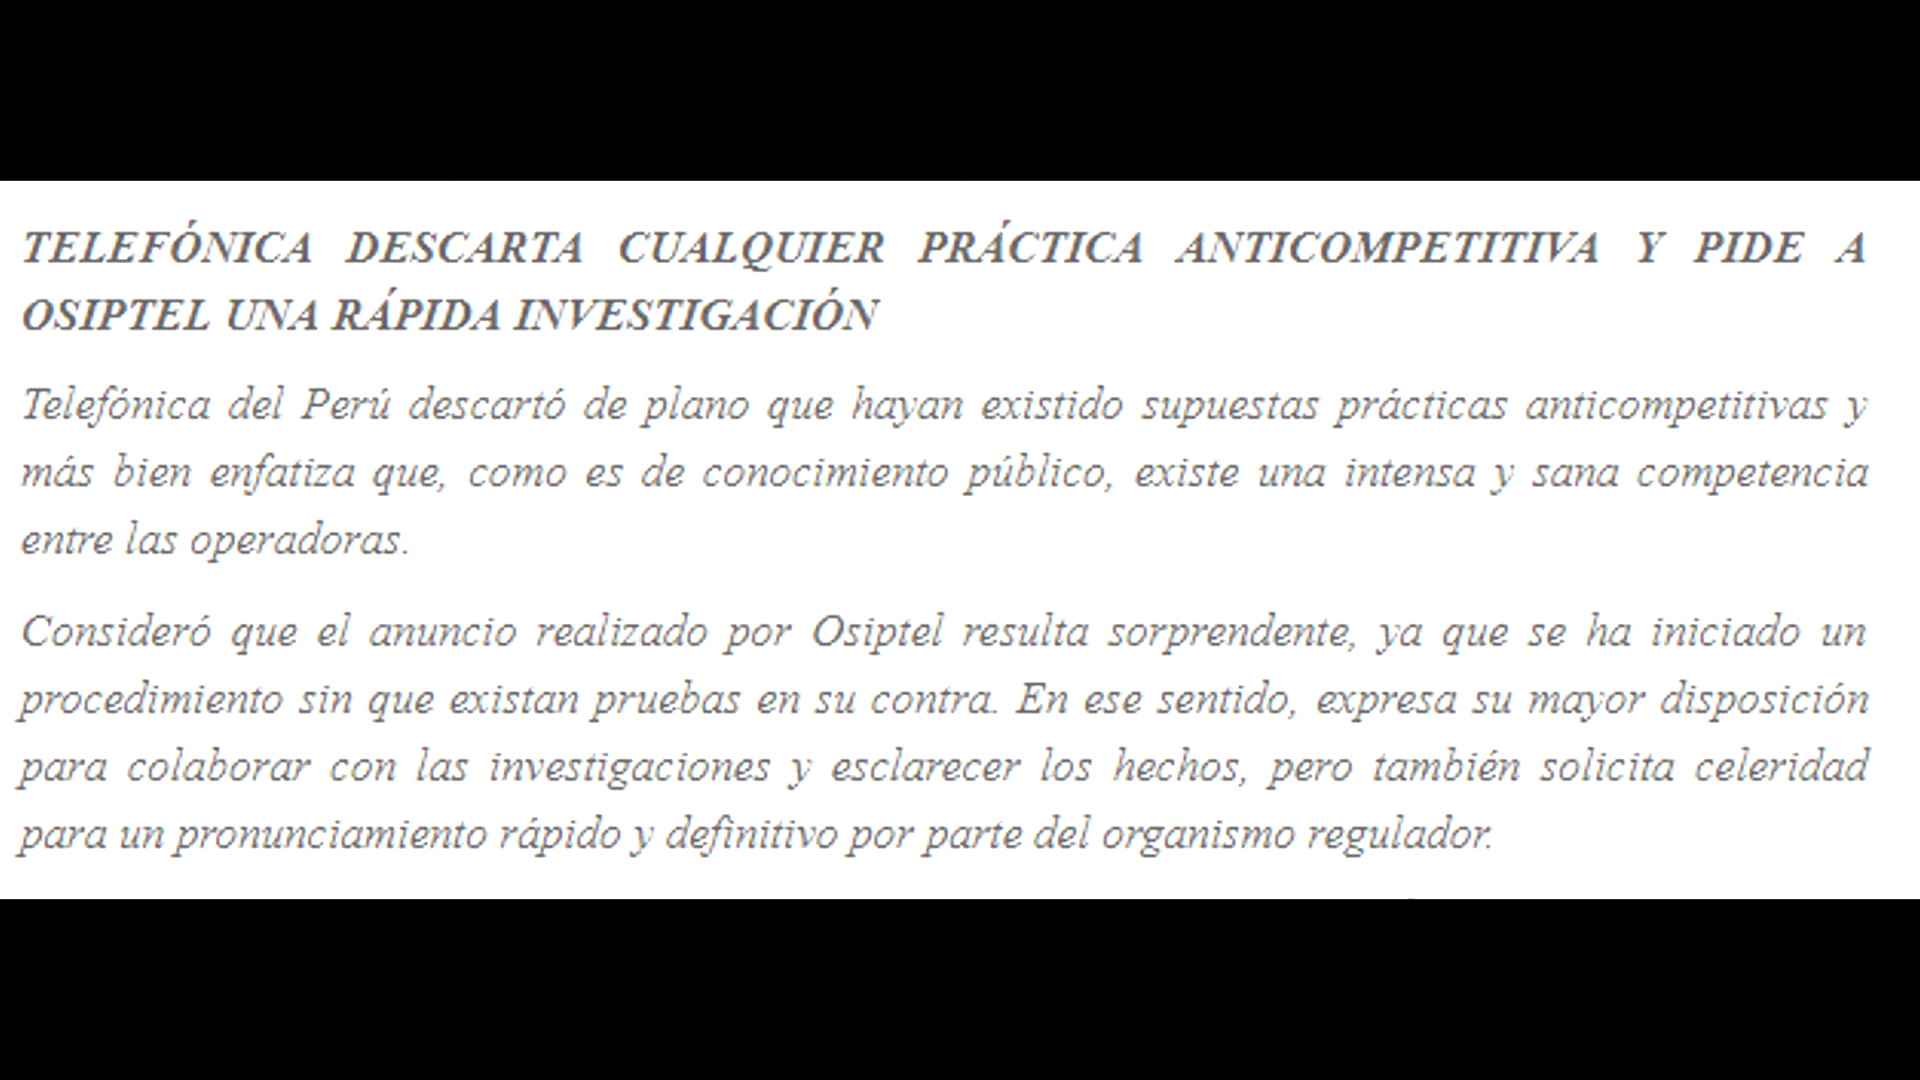 TELEFÓNICA DESCARTA CUALQUIER PRÁCTICA ANTICOMPETITIVA Y PIDE A
OSIPTEL UNA RÁPIDA INVESTIGACIÓN
Telefónica del Perú descartó de plano que hayan existido supuestas prácticas anticompetitivas y
más bien enfatiza que, como es de conocimiento público, existe una intensa y sana competencia
entre las operadoras.
Consideró que el anuncio realizado por Osiptel resulta sorprendente, ya que se ha iniciado un
procedimiento sin que existan pruebas en su contra. En ese sentido, expresa su mayor disposición
para colaborar con las investigaciones y esclarecer los hechos, pero también solicita celeridad
para un pronunciamiento rápido y definitivo por parte del organismo regulador.